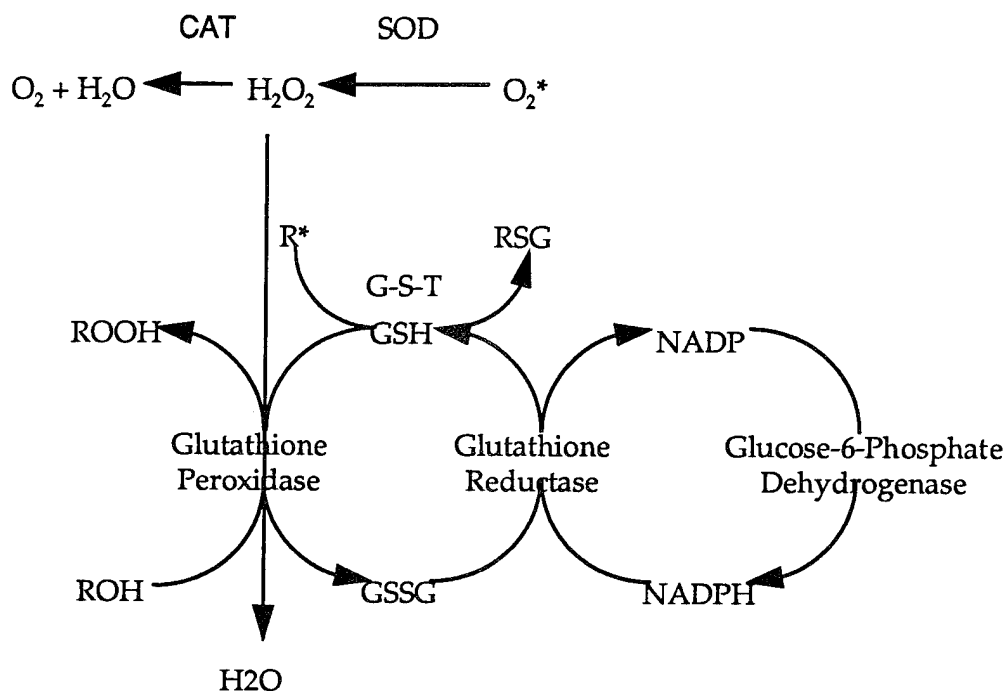 CAT SOD
O₂ + H₂O H₂O₂ O₂*
R* RSG
G-S-T
ROOH GSH NADP
Glutathione Glutathione Glucose-6-Phosphate
Peroxidase Reductase Dehydrogenase
ROH GSSG NADPH
H2O